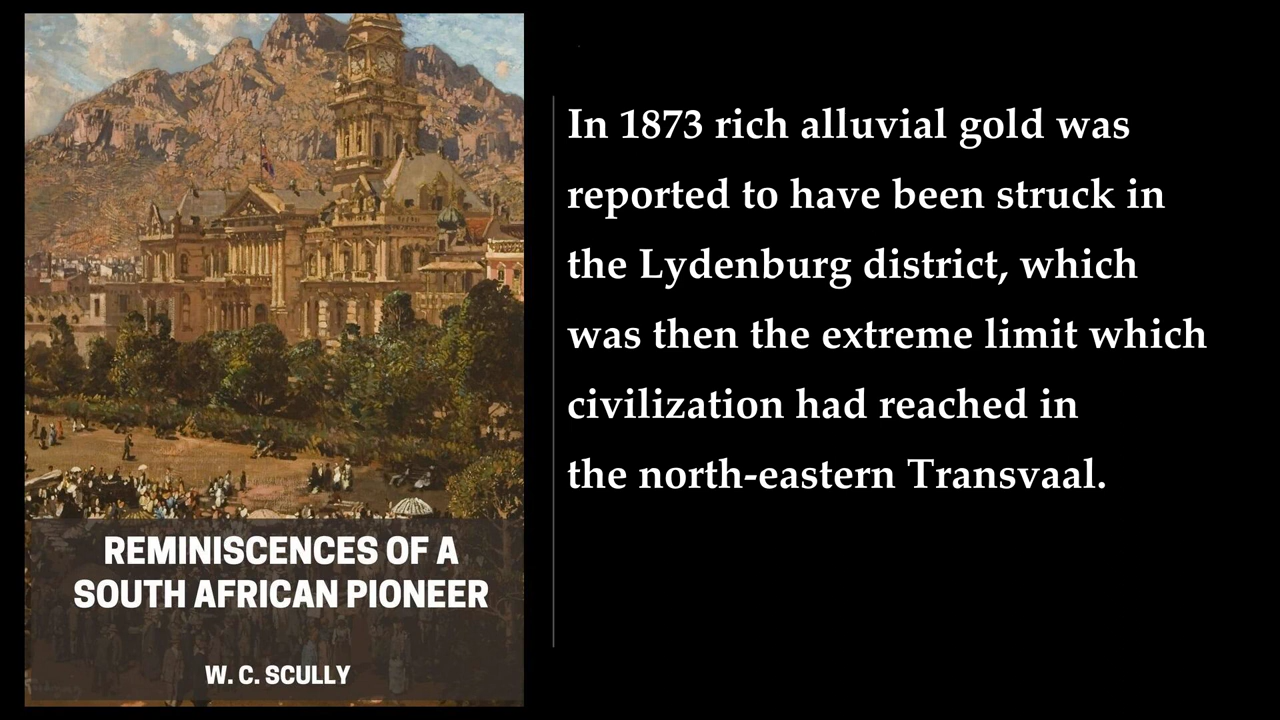 REMINISCENCES OF A
SOUTH AFRICAN PIONEER
W. C. SCULLY
In 1873 rich alluvial gold was
reported to have been struck in
the Lydenburg district, which
was then the extreme limit which
civilization had reached in
the north-eastern Transvaal.